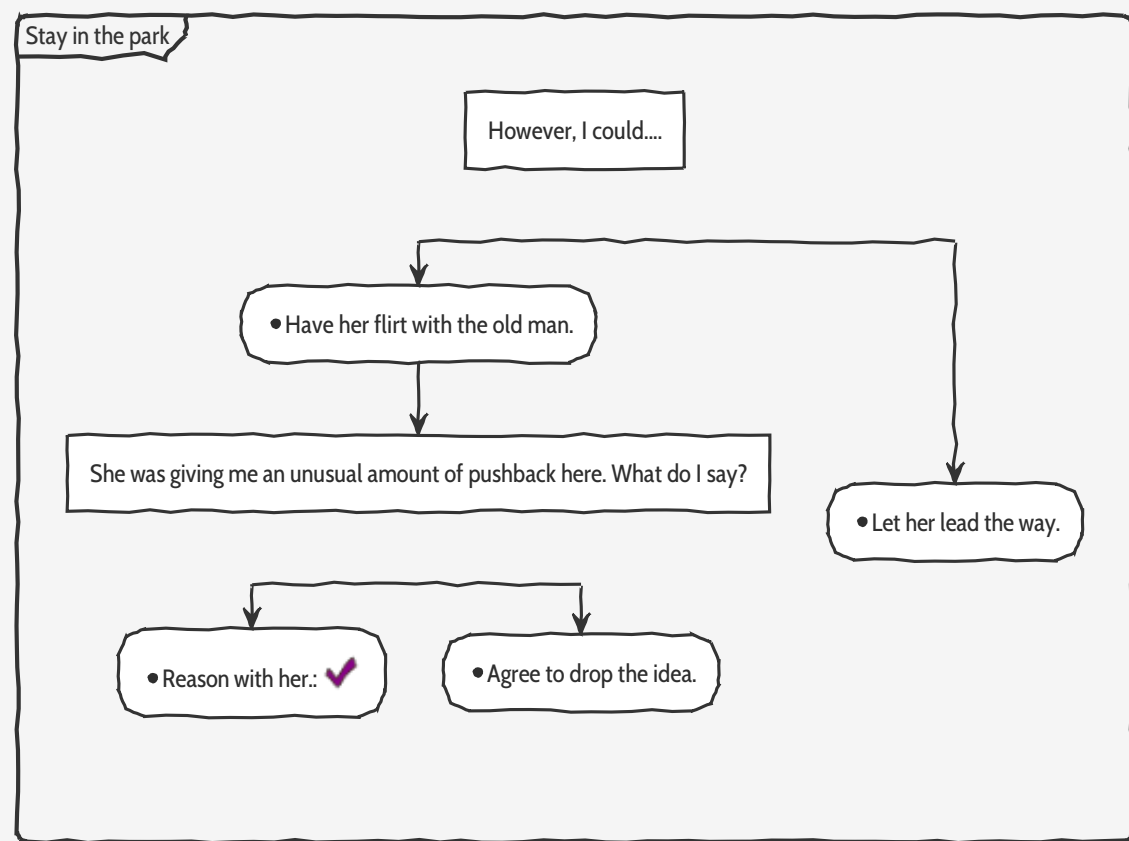 Stay in the park
However, I could....
•Have her flirt with the old man.
She was giving me an unusual amount of pushback here. What do I say?
•Let her lead the way.
•Reason with her.:
•Agree to drop the idea.